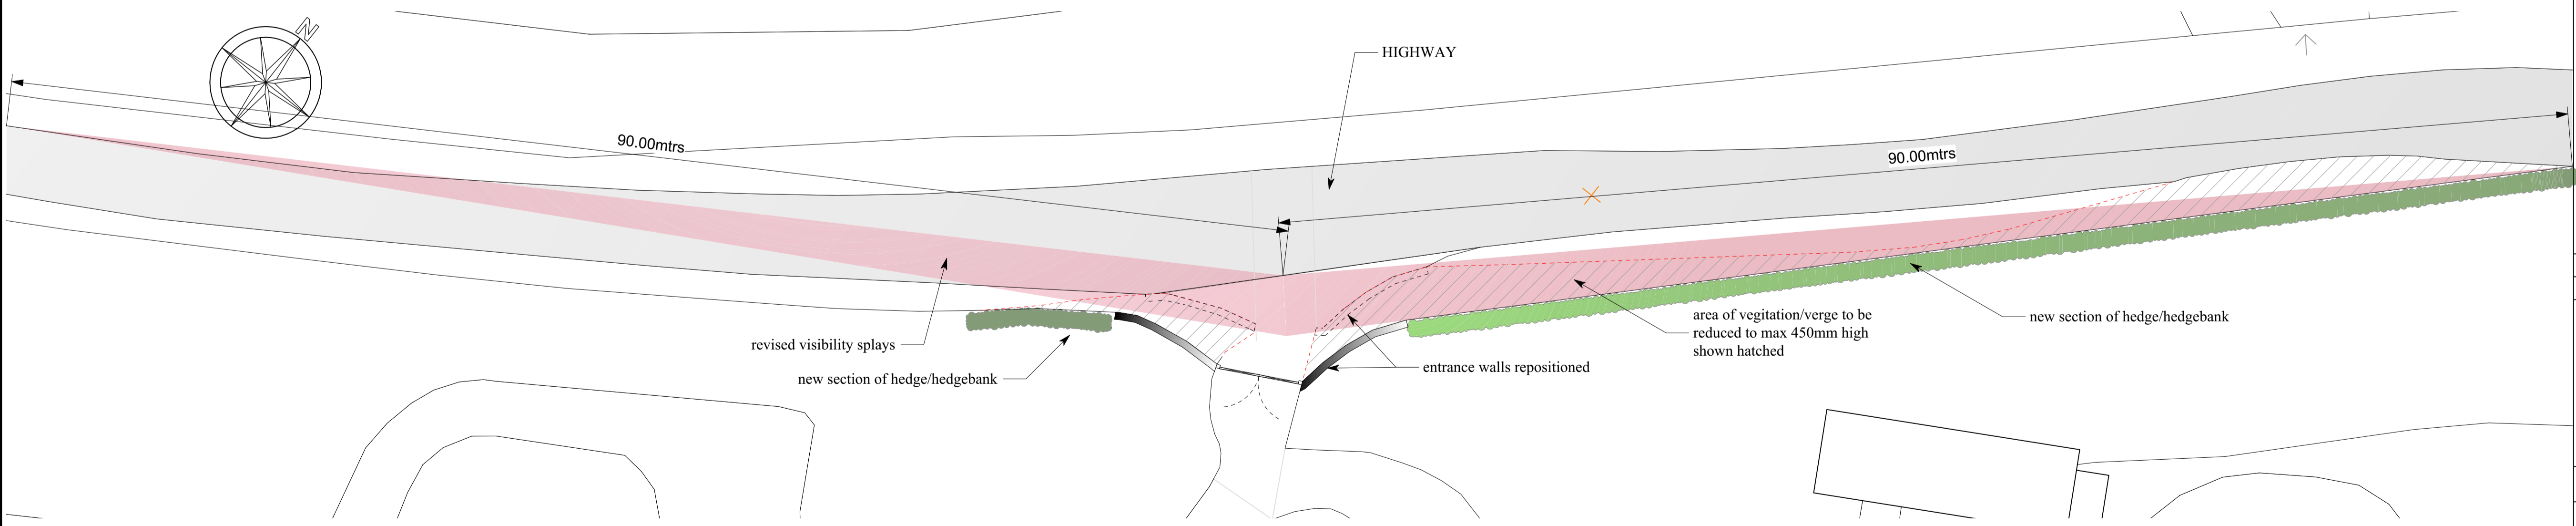 N
HIGHWAY
90.00mtrs
90.00mtrs
revised visibility splays
new section of hedge/hedgebank
entrance walls repositioned
area of vegitation/verge to be
reduced to max 450mm high
shown hatched
new section of hedge/hedgebank